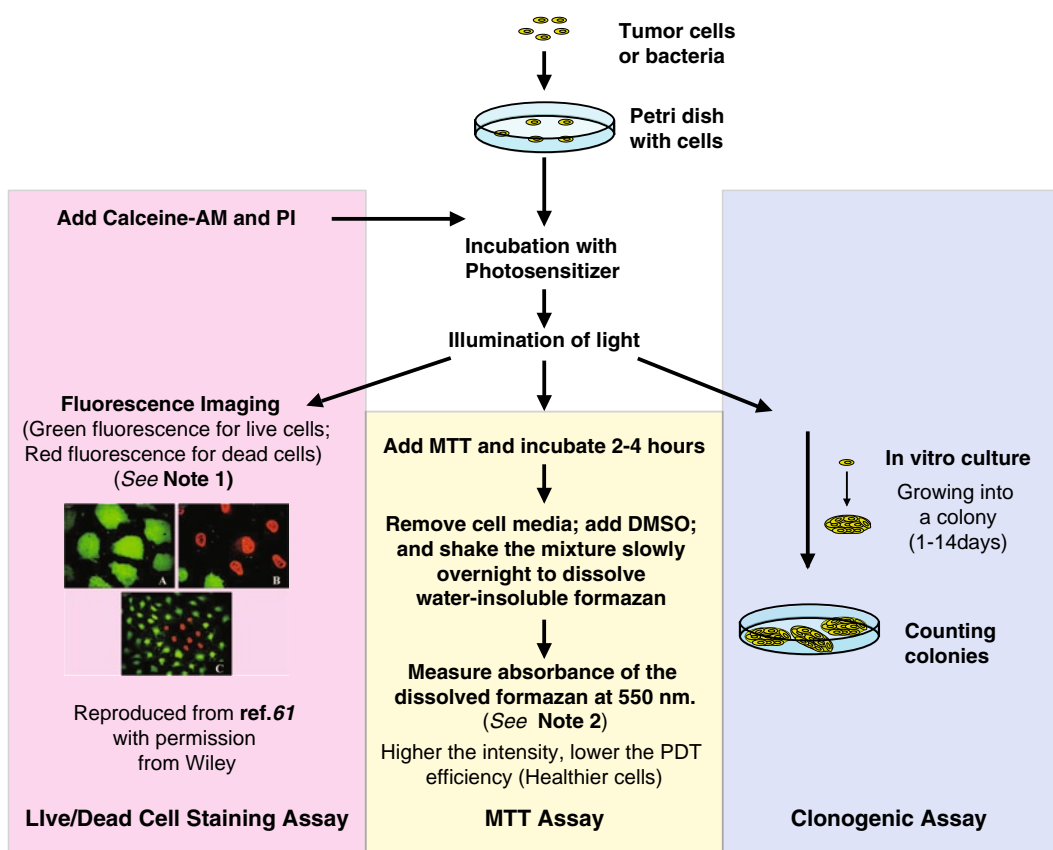 Tumor cells
or bacteria
Petri dish
with cells
Add Calceine-AM and PI
Incubation with
Photosensitizer
Illumination of light
Fluorescence Imaging
(Green fluorescence for live cells;
Red fluorescence for dead cells)
(See Note 1)
A
B
C
Reproduced from ref.61
with permission
from Wiley
LIve/Dead Cell Staining Assay
Add MTT and incubate 2-4 hours
Remove cell media; add DMSO;
and shake the mixture slowly
overnight to dissolve
water-insoluble formazan
Measure absorbance of the
dissolved formazan at 550 nm.
(See Note 2)
Higher the intensity, lower the PDT
efficiency (Healthier cells)
MTT Assay
In vitro culture
Growing into
a colony
(1-14days)
Counting
colonies
Clonogenic Assay